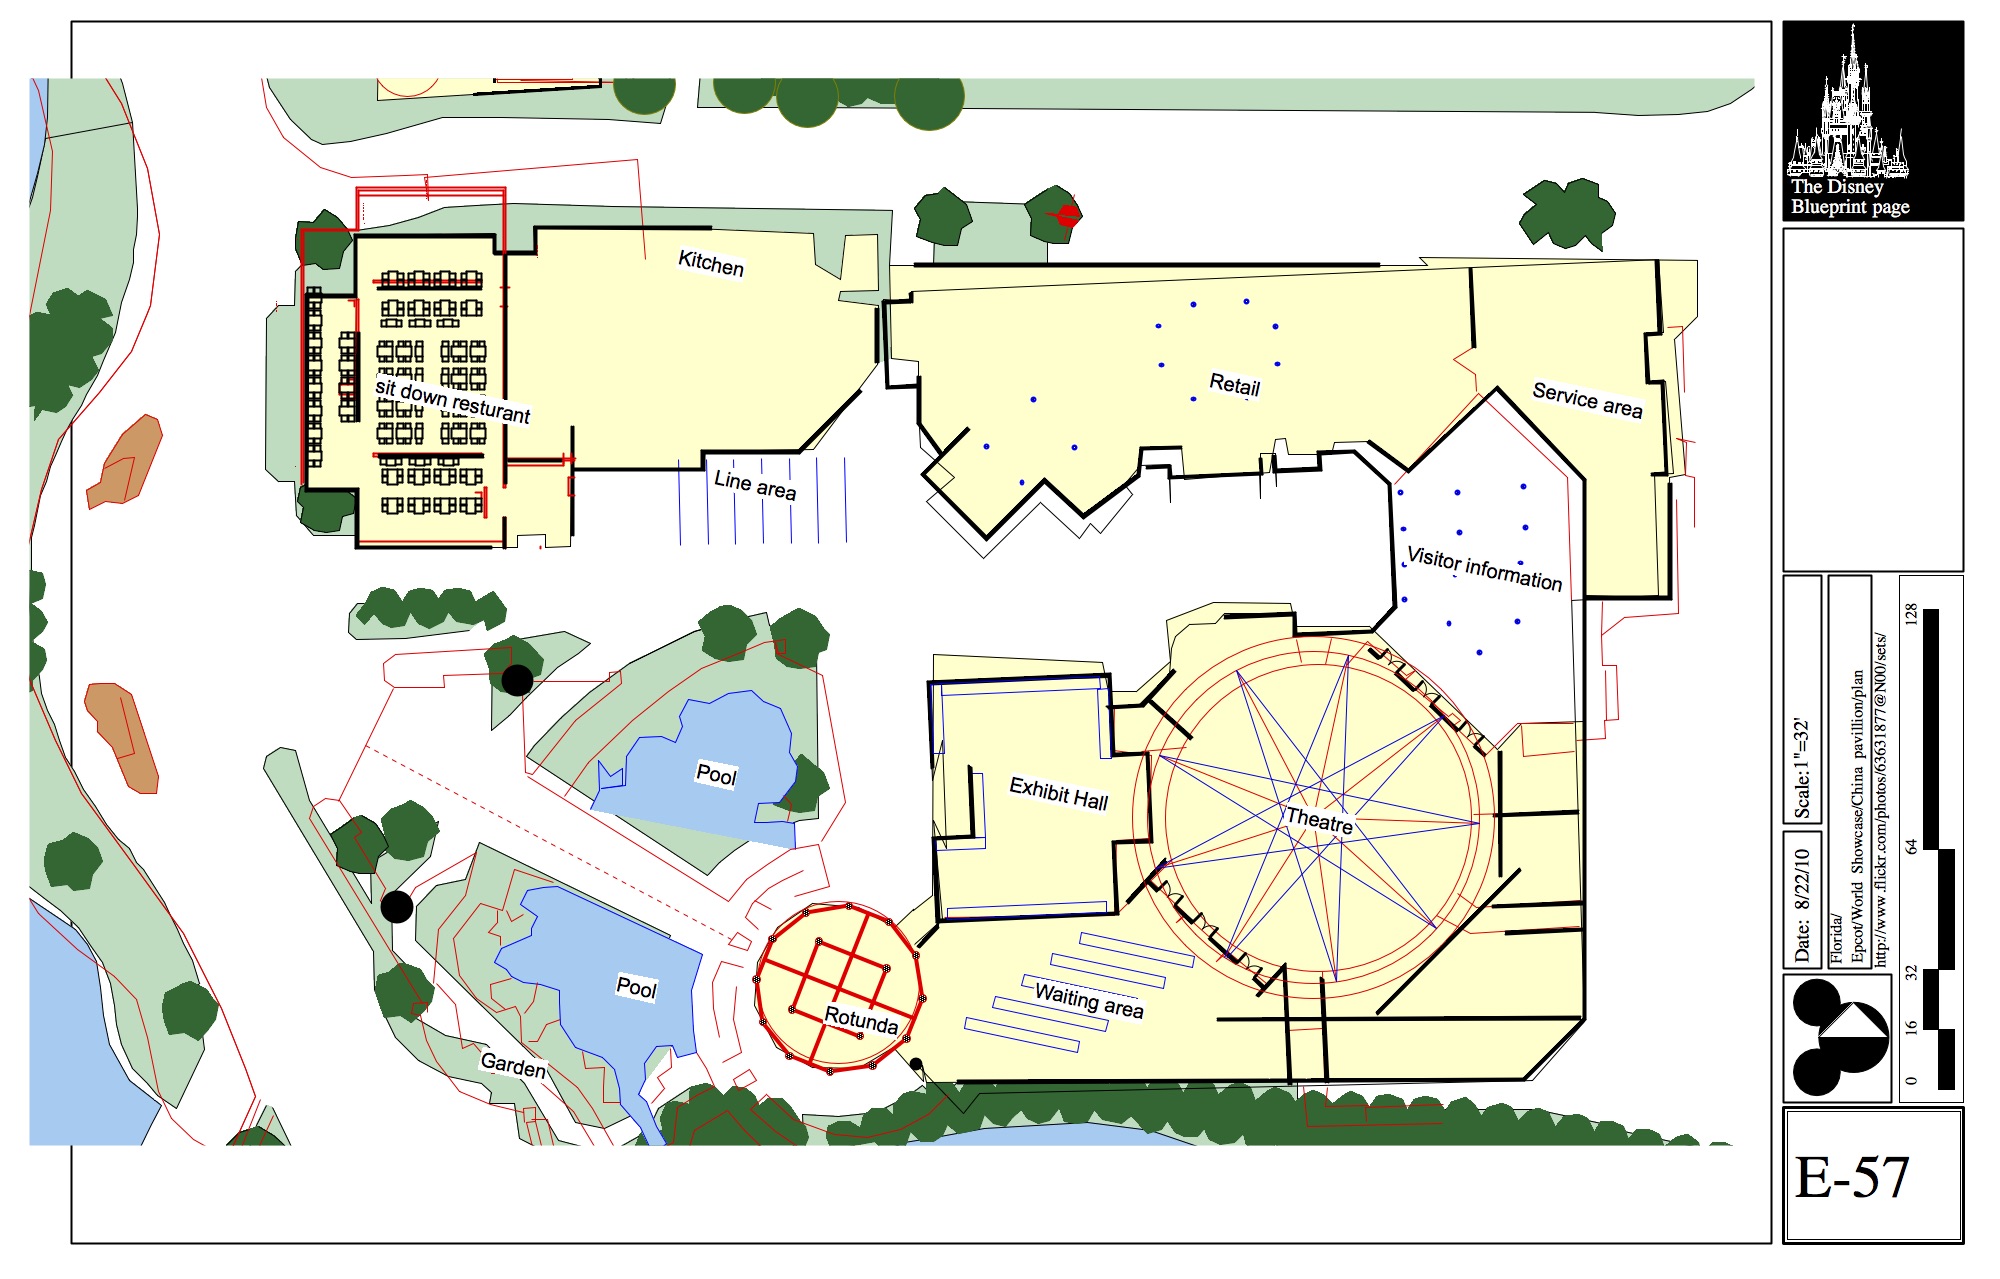 The Disney
Blueprint page
Kitchen
sit down resturant
Retail
Service area
Line area
Visitor information
Pool
Exhibit Hall
Theatre
Pool
Rotunda
Waiting area
Garden
Scale:1"=32'
Date: 8/22/10
Florida/
Epcot/World Showcase/China pavillion/plan
http://www.flickr.com/photos/63631877@N00/sets/
128
64
32
16
0
E-57